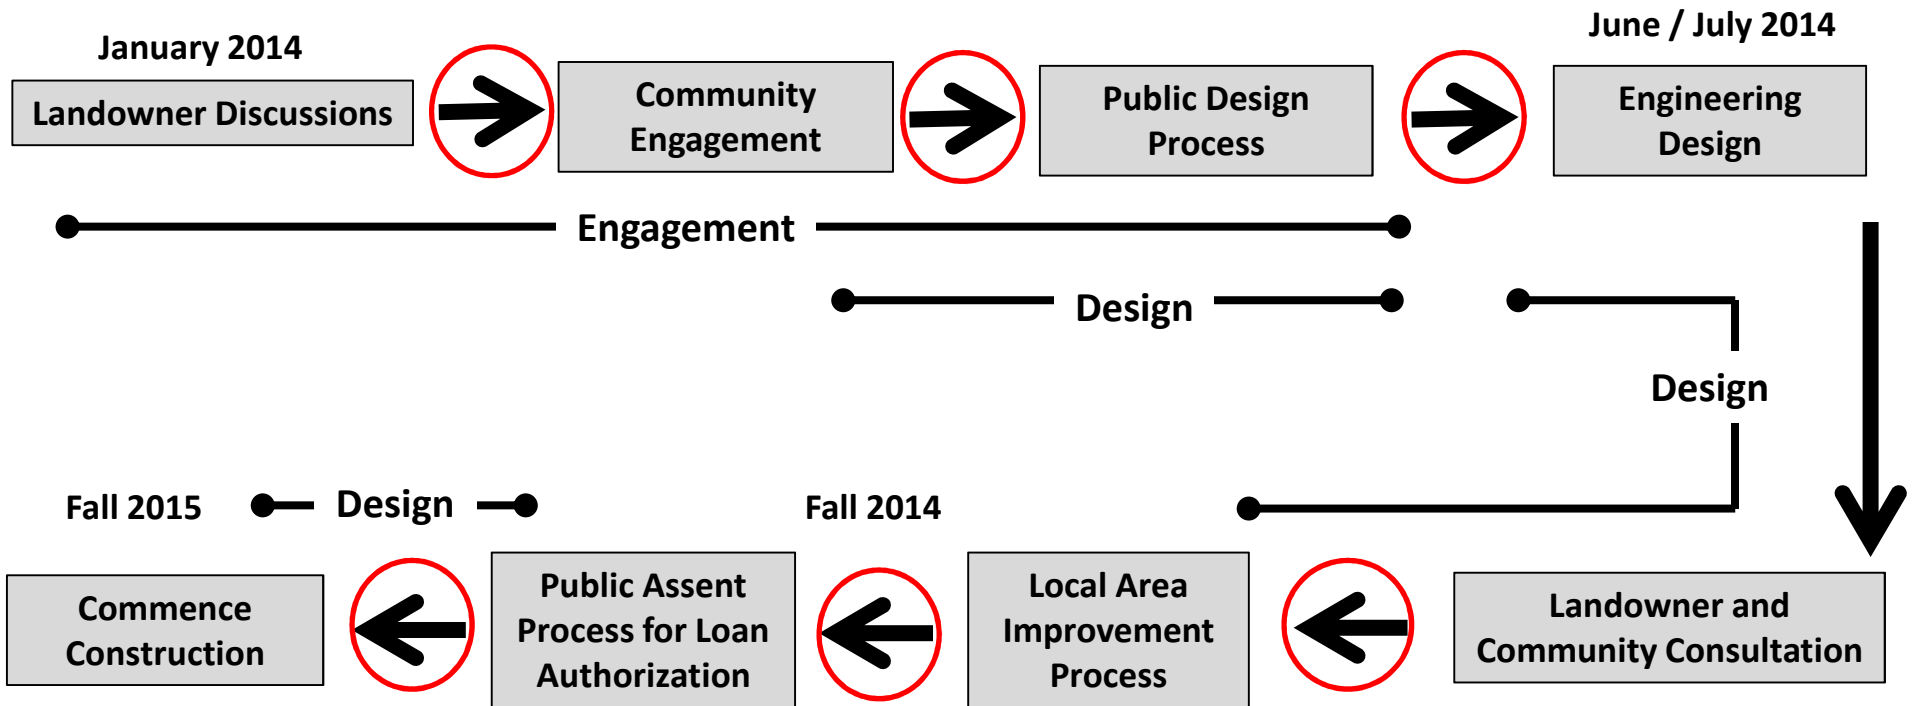 January 2014
June / July 2014
Landowner Discussions
Community
Engagement
Public Design
Process
Engineering
Design
Engagement
Design
Design
Fall 2015
Design
Fall 2014
Commence
Construction
Public Assent
Process for Loan
Authorization
Local Area
Improvement
Process
Landowner and
Community Consultation